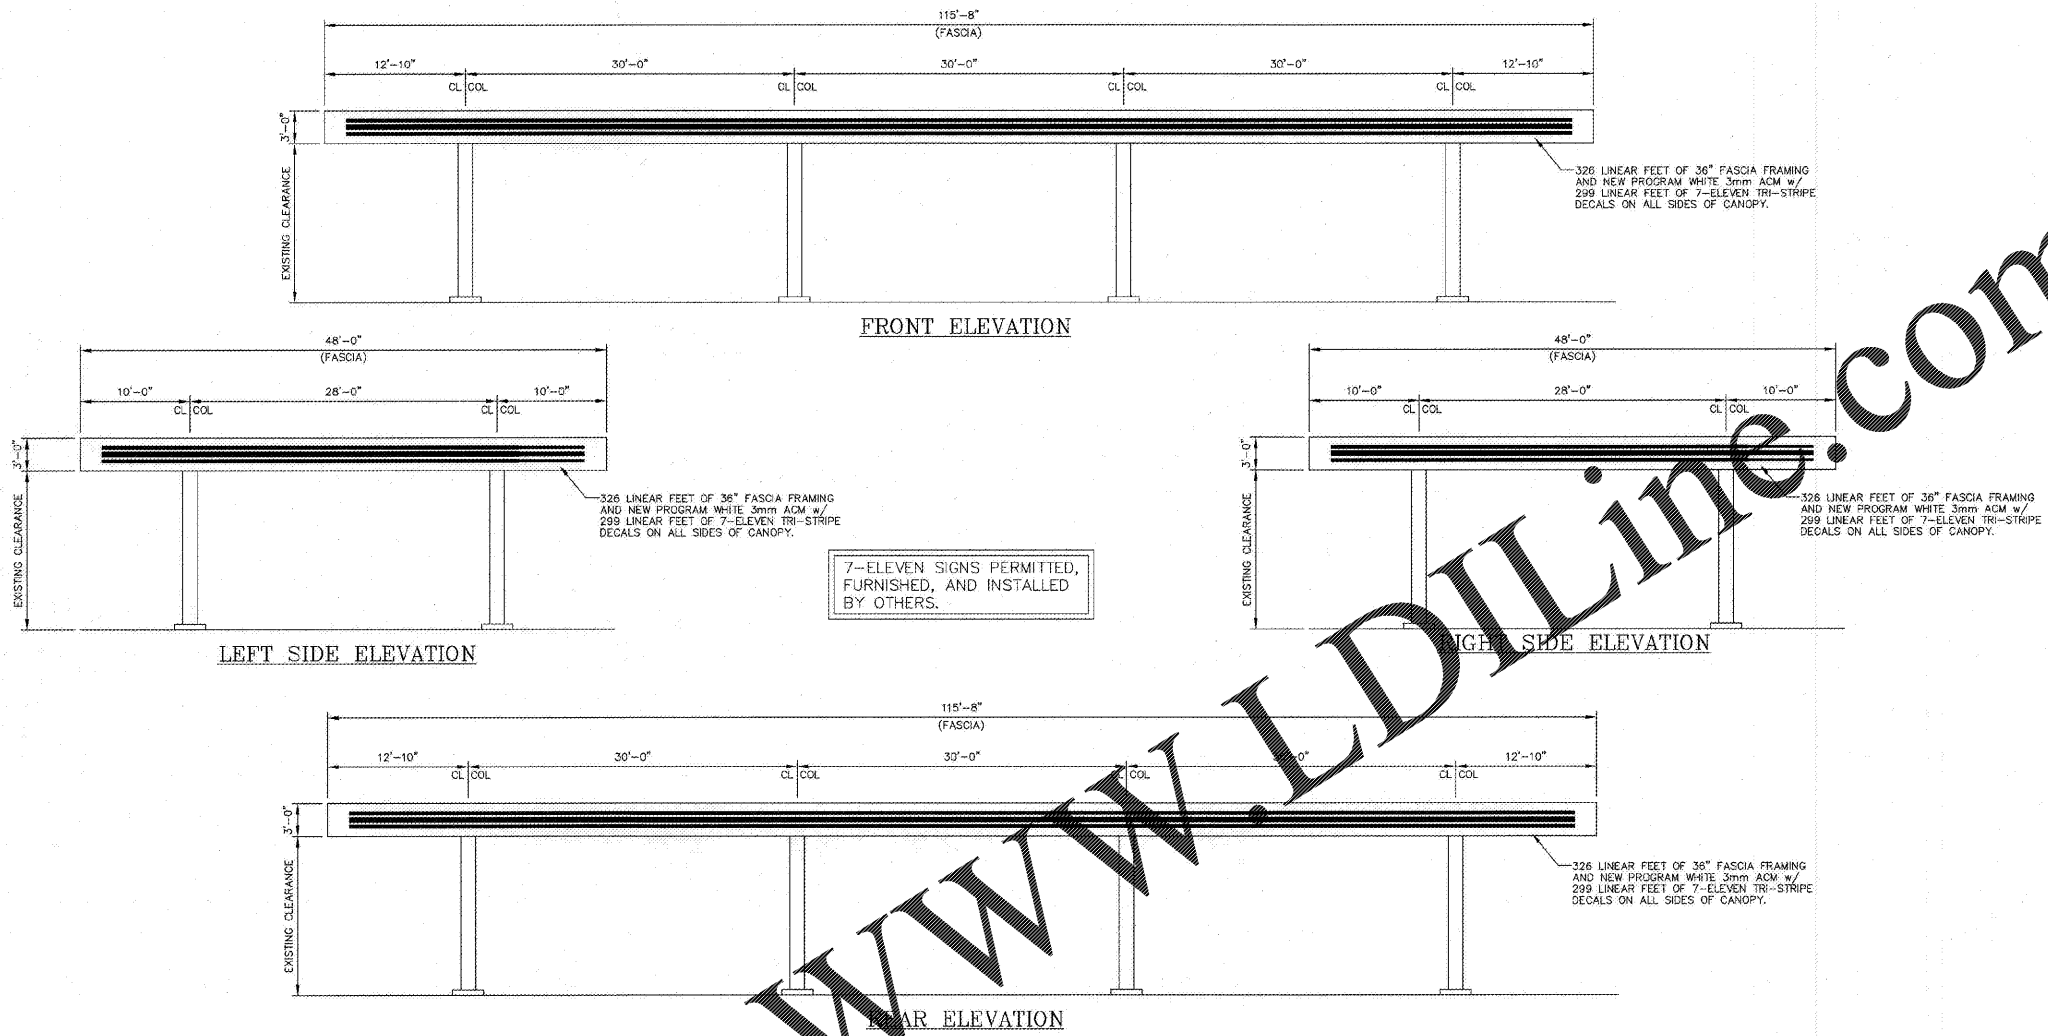 115'-8"
(FASCIA)
12'-10" 30'-0" 30'-0" 30'-0" 12'-10"
CL COL CL COL CL COL CL COL
3'-0"
EXISTING CLEARANCE
326 LINEAR FEET OF 36" FASCIA FRAMING
AND NEW PROGRAM WHITE 3mm ACM w/
299 LINEAR FEET OF 7-ELEVEN TRI-STRIPE
DECALS ON ALL SIDES OF CANOPY.
FRONT ELEVATION
48'-0"
(FASCIA)
10'-0" 28'-0" 10'-0"
CL COL CL COL
3'-0"
EXISTING CLEARANCE
326 LINEAR FEET OF 36" FASCIA FRAMING
AND NEW PROGRAM WHITE 3mm ACM w/
299 LINEAR FEET OF 7-ELEVEN TRI-STRIPE
DECALS ON ALL SIDES OF CANOPY.
LEFT SIDE ELEVATION
7-ELEVEN SIGNS PERMITTED,
FURNISHED, AND INSTALLED
BY OTHERS.
48'-0"
(FASCIA)
10'-0" 28'-0" 10'-0"
CL COL CL COL
3'-0"
EXISTING CLEARANCE
326 LINEAR FEET OF 36" FASCIA FRAMING
AND NEW PROGRAM WHITE 3mm ACM w/
299 LINEAR FEET OF 7-ELEVEN TRI-STRIPE
DECALS ON ALL SIDES OF CANOPY.
RIGHT SIDE ELEVATION
115'-8"
(FASCIA)
12'-10" 30'-0" 30'-0" 30'-0" 12'-10"
CL COL CL COL CL COL CL COL
3'-0"
EXISTING CLEARANCE
326 LINEAR FEET OF 36" FASCIA FRAMING
AND NEW PROGRAM WHITE 3mm ACM w/
299 LINEAR FEET OF 7-ELEVEN TRI-STRIPE
DECALS ON ALL SIDES OF CANOPY.
REAR ELEVATION
www.LDILine.com